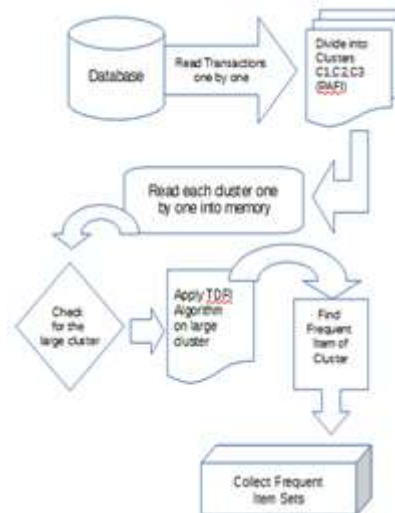 Database
Read Transactions
one by one
Divide into
Clusters
C1,C2,C3
(PAFI)
Read each cluster one
by one into memory
Check
for the
large cluster
Apply TDFI
Algorithm
on large
cluster
Find
Frequent
Item of
Cluster
Collect Frequent
Item Sets